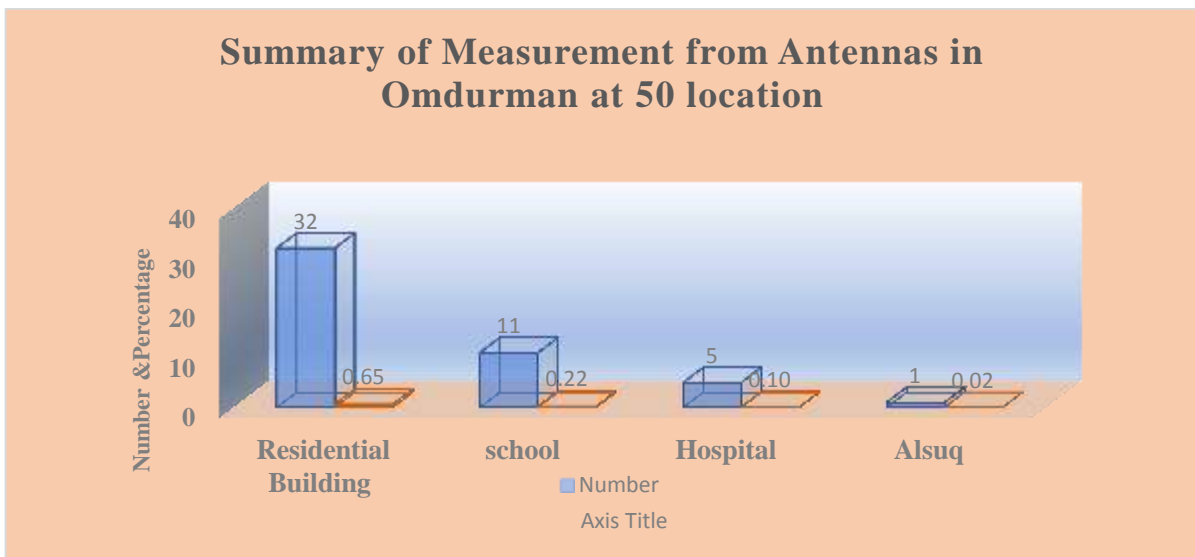 Summary of Measurement from Antennas in
Omdurman at 50 location
Number &Percentage
40
30
20
10
0
32
0.65
11
0.22
5
0.10
1
0.02
Residential
Building
school
Hospital
Alsuq
Number
Axis Title